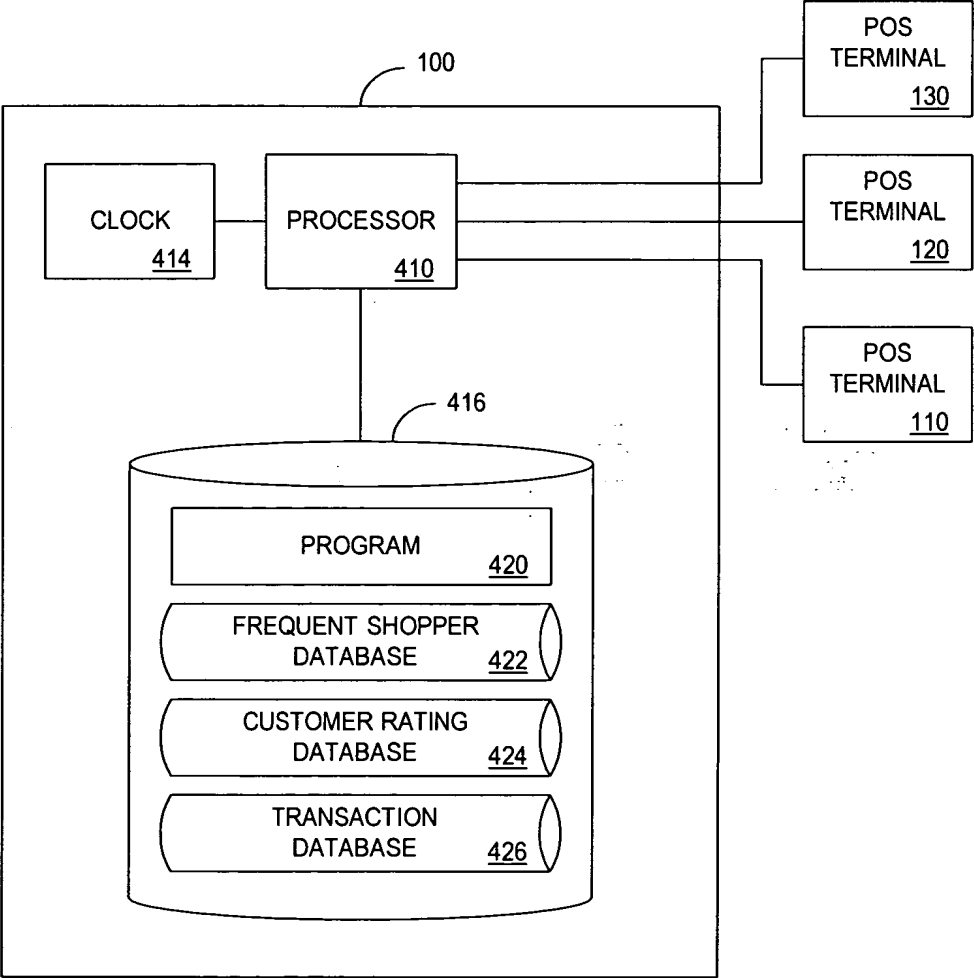 100
POS
TERMINAL
130
CLOCK
414
PROCESSOR
410
POS
TERMINAL
120
POS
TERMINAL
110
416
PROGRAM
420
FREQUENT SHOPPER
DATABASE
422
CUSTOMER RATING
DATABASE
424
TRANSACTION
DATABASE
426